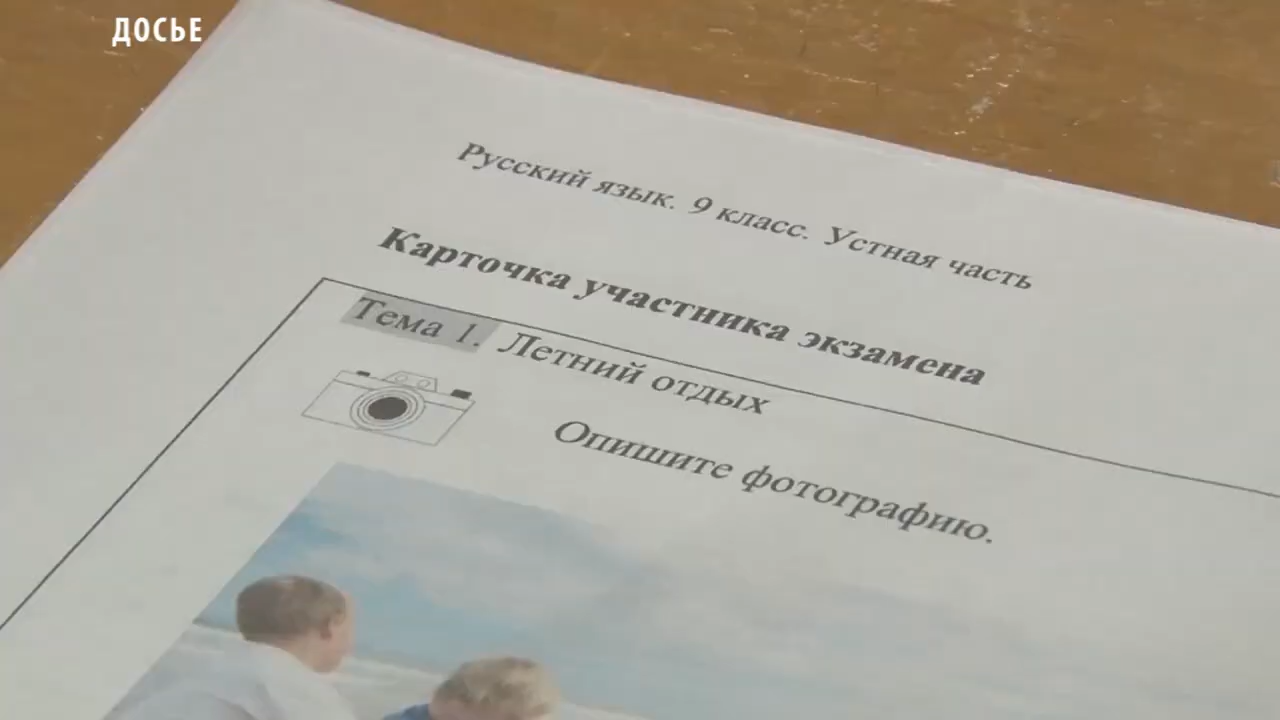 ДОСЬЕ
Русский язык. 9 класс. Устная часть
Карточка участника экзамена
Тема 1. Летний отдых
Опишите фотографию.